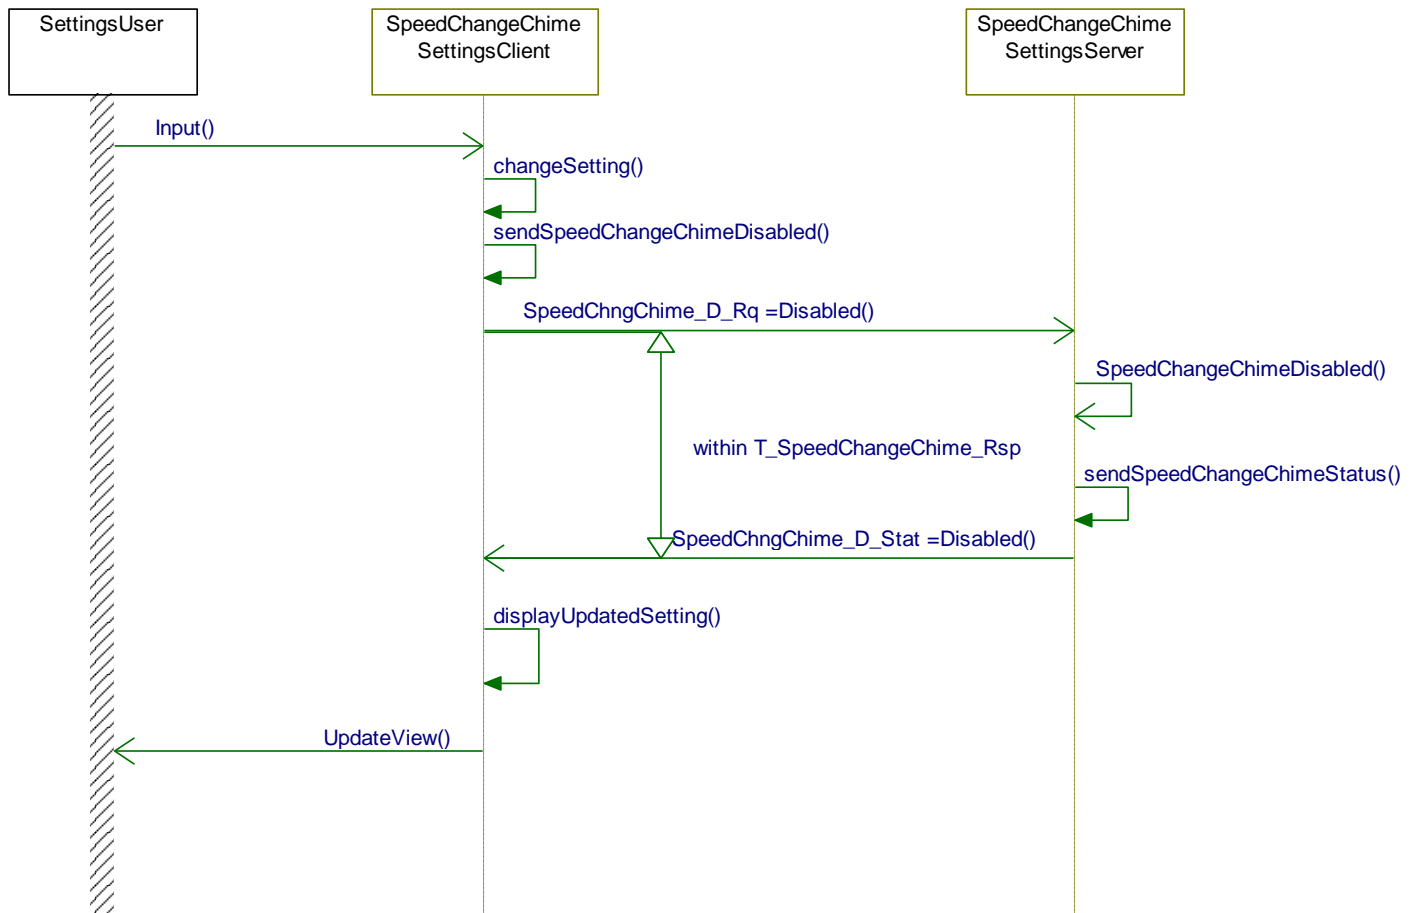 SettingsUser
SpeedChangeChime
SettingsClient
SpeedChangeChime
SettingsServer
Input()
changeSetting()
sendSpeedChangeChimeDisabled()
SpeedChngChime_D_Rq =Disabled()
SpeedChangeChimeDisabled()
within T_SpeedChangeChime_Rsp
sendSpeedChangeChimeStatus()
SpeedChngChime_D_Stat =Disabled()
displayUpdatedSetting()
UpdateView()